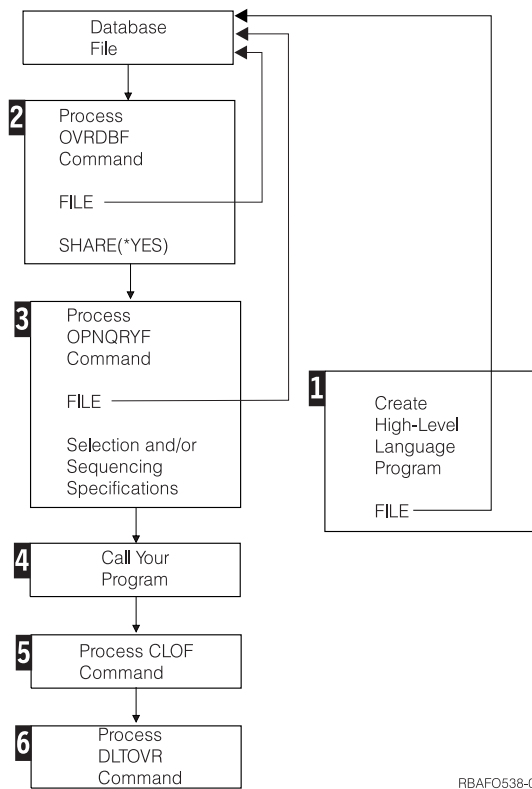 Database
File
2
Process
OVRDBF
Command
FILE
SHARE(*YES)
3
Process
OPNQRYF
Command
FILE
Selection and/or
Sequencing
Specifications
1
Create
High-Level
Language
Program
FILE
4
Call Your
Program
5
Process CLOF
Command
6
Process
DLTOVR
Command
RBAFO538-0